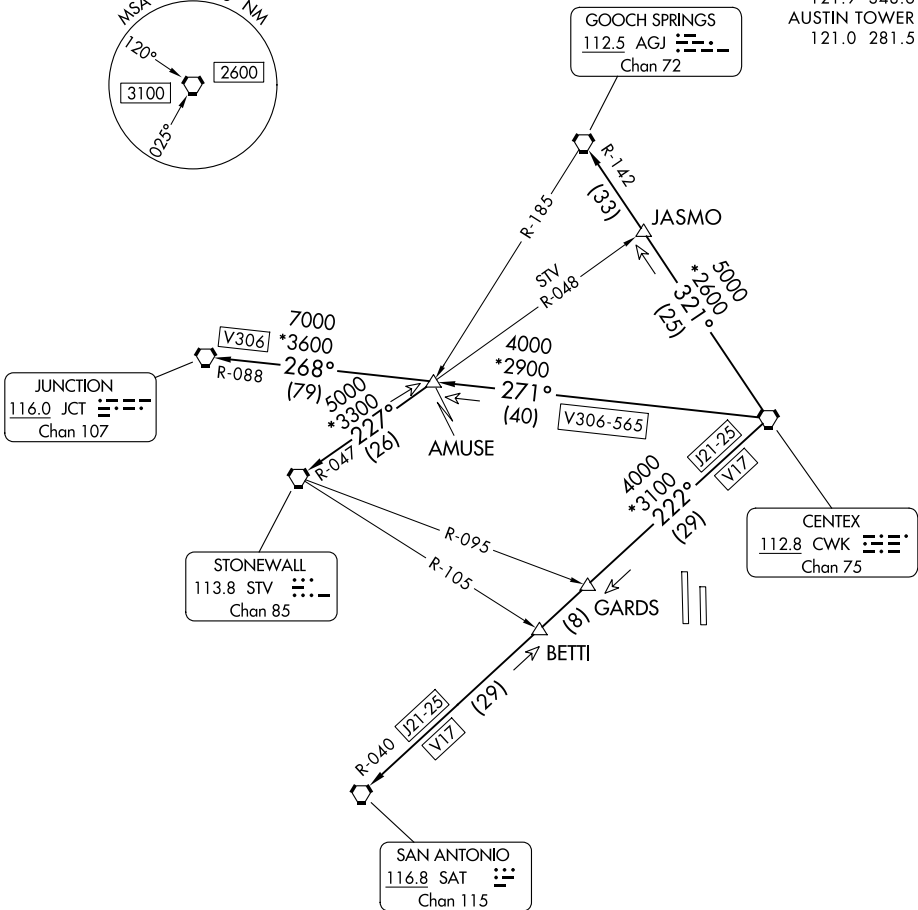 MSA
NM
120°
2600
3100
025°
AUSTIN TOWER
121.0 281.5
GOOCH SPRINGS
112.5 AGJ
Chan 72
R-142
(33)
JASMO
R-185
STV
R-048
5000
*2600
321°
(25)
7000
V306 *3600
268°
R-088
(79)
4000
*2900
271°
(40)
V306-565
JUNCTION
116.0 JCT
Chan 107
5000
*3300
227°
R-047 (26)
AMUSE
J21-25
V17
4000
*3100
222°
(29)
CENTEX
112.8 CWK
Chan 75
R-095
R-105
STONEWALL
113.8 STV
Chan 85
GARDS
(8)
BETTI
(29)
J21-25
R-040
V17
SAN ANTONIO
116.8 SAT
Chan 115